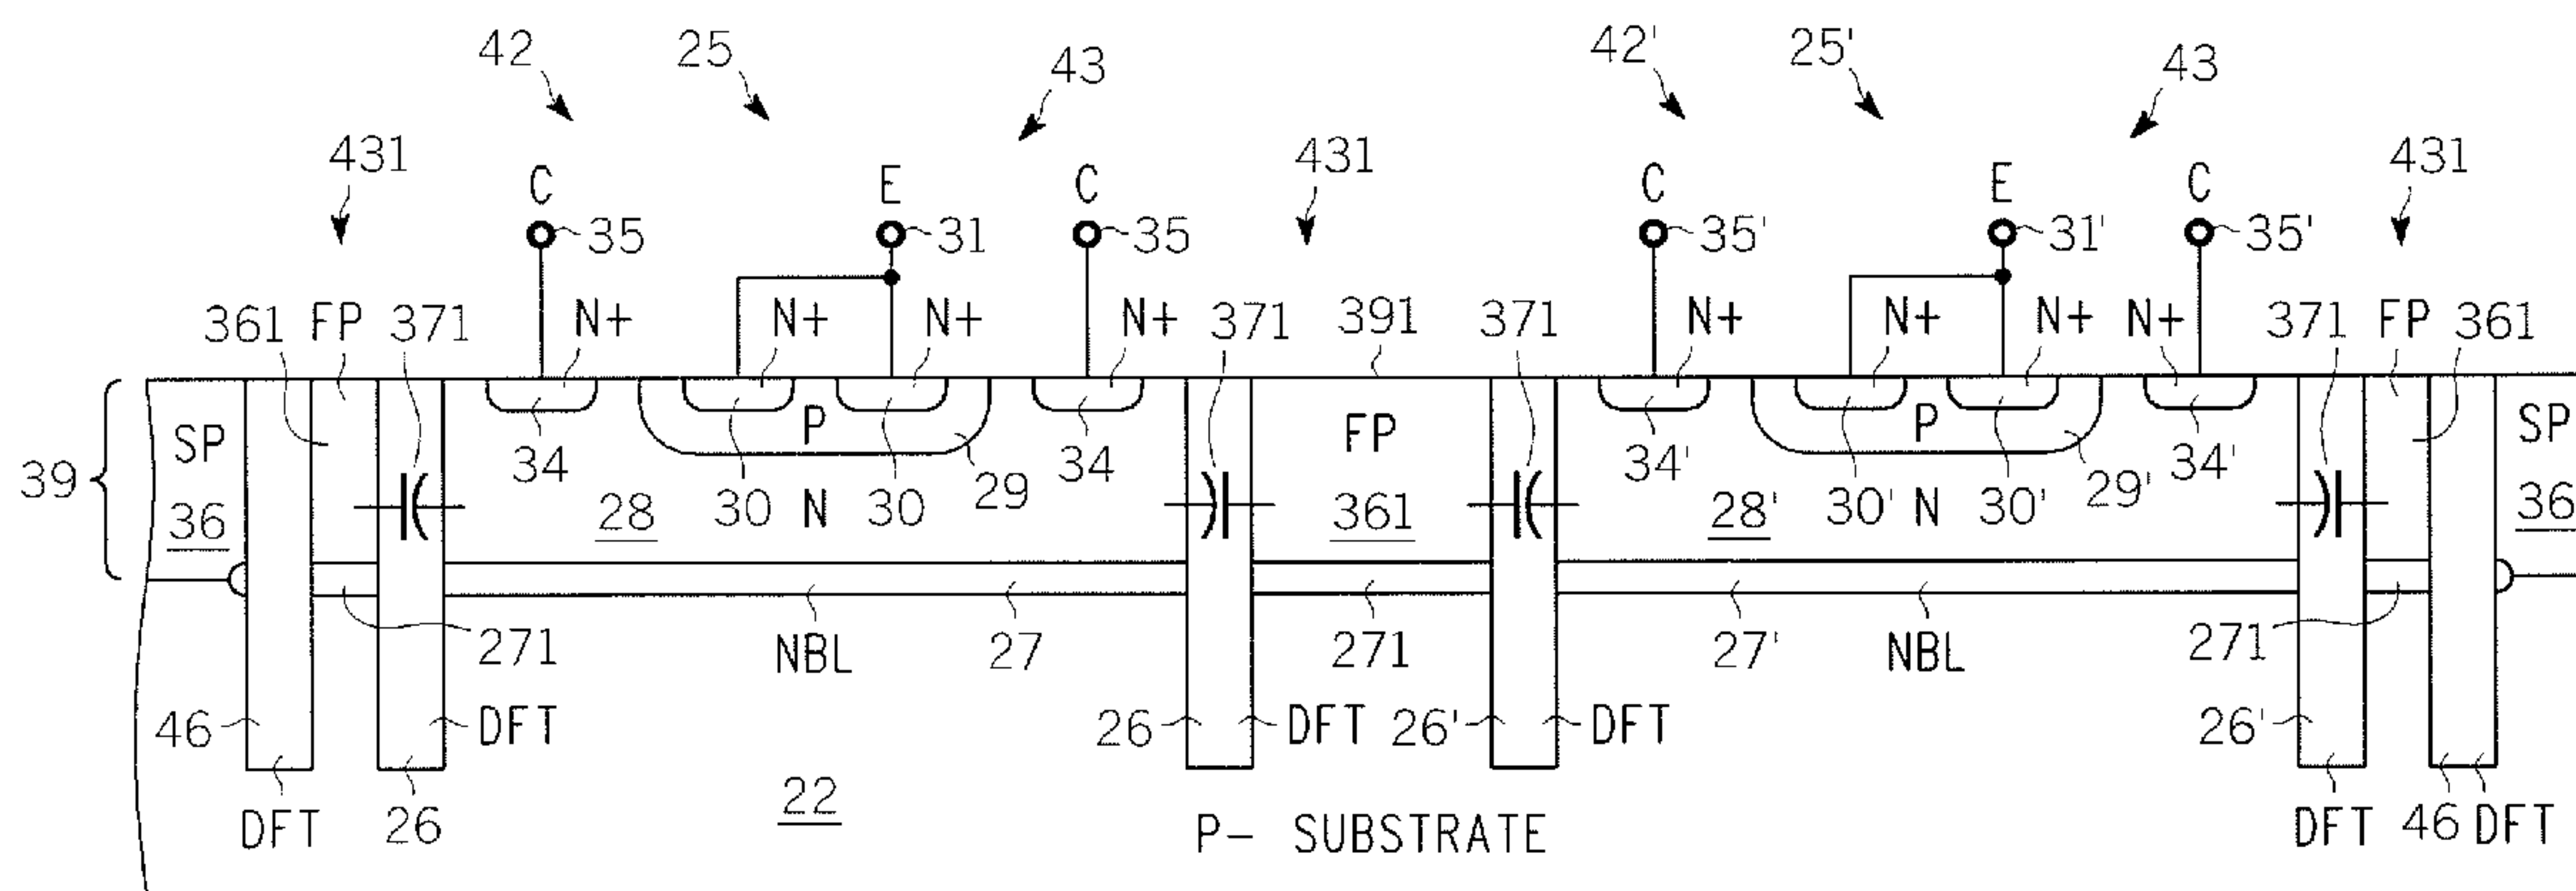 42 25 43 42' 25' 43
431 431 431
C E C C E C
35 31 35 35' 31' 35'
361 FP 371 N+ N+ N+ N+ 371 391 371 N+ N+ N+ N+ 371 FP 361
SP P FP P SP
39 34 34 34' 34'
29 29'
36 28 30 N 30 361 28' 30' N 30' 36
271 NBL 27 271 27' NBL 271
46 DFT 26 DFT 26' DFT 26'
DFT 26 22 P- SUBSTRATE DFT 46 DFT